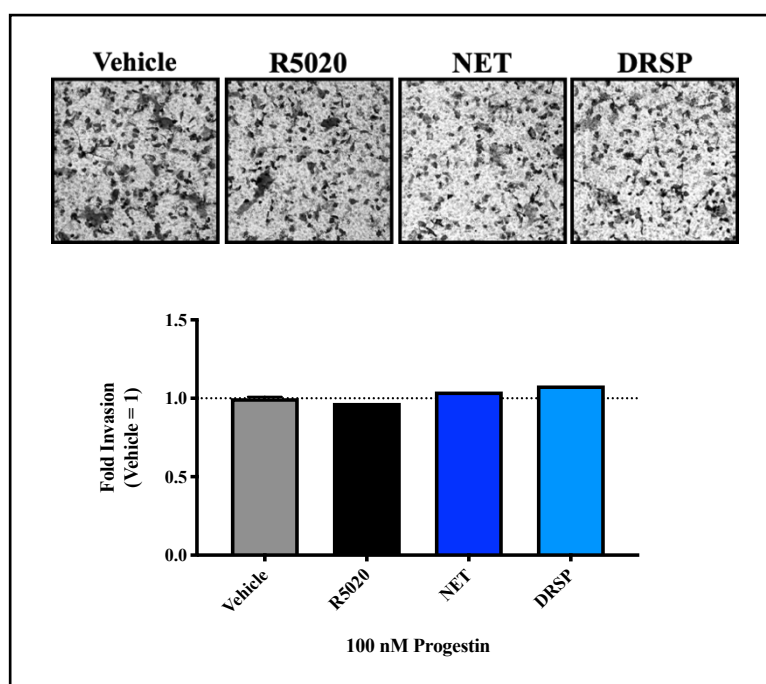 Vehicle R5020 NET DRSP
1.5
1.0
0.5
0.0
Fold Invasion
(Vehicle = 1)
Vehicle
R5020
NET
DRSP
100 nM Progestin